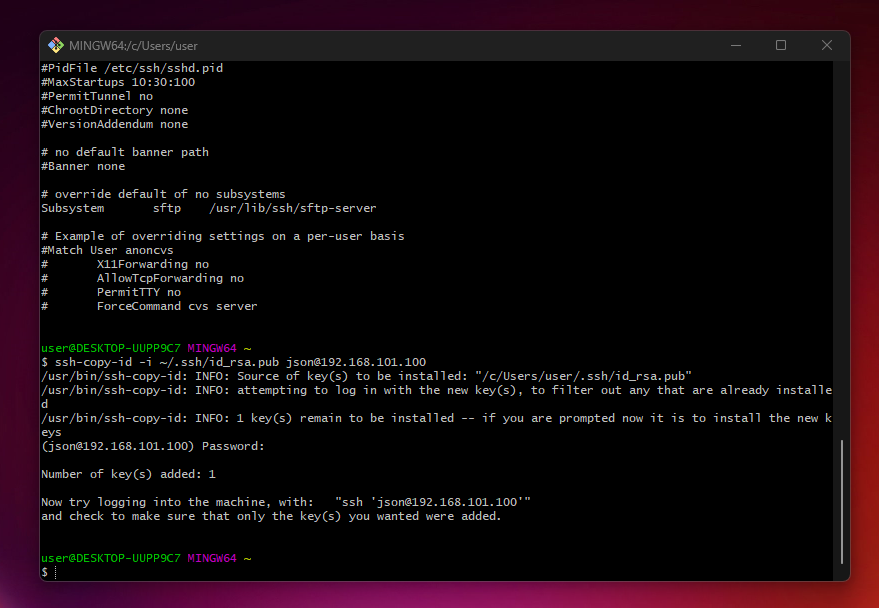 MINGW64:/c/Users/user
#PidFile /etc/ssh/sshd.pid
#MaxStartups 10:30:100
#PermitTunnel no
#ChrootDirectory none
#VersionAddendum none

# no default banner path
#Banner none

# override default of no subsystems
Subsystem       sftp    /usr/lib/ssh/sftp-server

# Example of overriding settings on a per-user basis
#Match User anoncvs
#       X11Forwarding no
#       AllowTcpForwarding no
#       PermitTTY no
#       ForceCommand cvs server

user@DESKTOP-UUPP9C7 MINGW64 ~
$ ssh-copy-id -i ~/.ssh/id_rsa.pub json@192.168.101.100
/usr/bin/ssh-copy-id: INFO: Source of key(s) to be installed: "/c/Users/user/.ssh/id_rsa.pub"
/usr/bin/ssh-copy-id: INFO: attempting to log in with the new key(s), to filter out any that are already installe
d
/usr/bin/ssh-copy-id: INFO: 1 key(s) remain to be installed -- if you are prompted now it is to install the new k
eys
(json@192.168.101.100) Password:

Number of key(s) added: 1

Now try logging into the machine, with:   "ssh 'json@192.168.101.100'"
and check to make sure that only the key(s) you wanted were added.

user@DESKTOP-UUPP9C7 MINGW64 ~
$